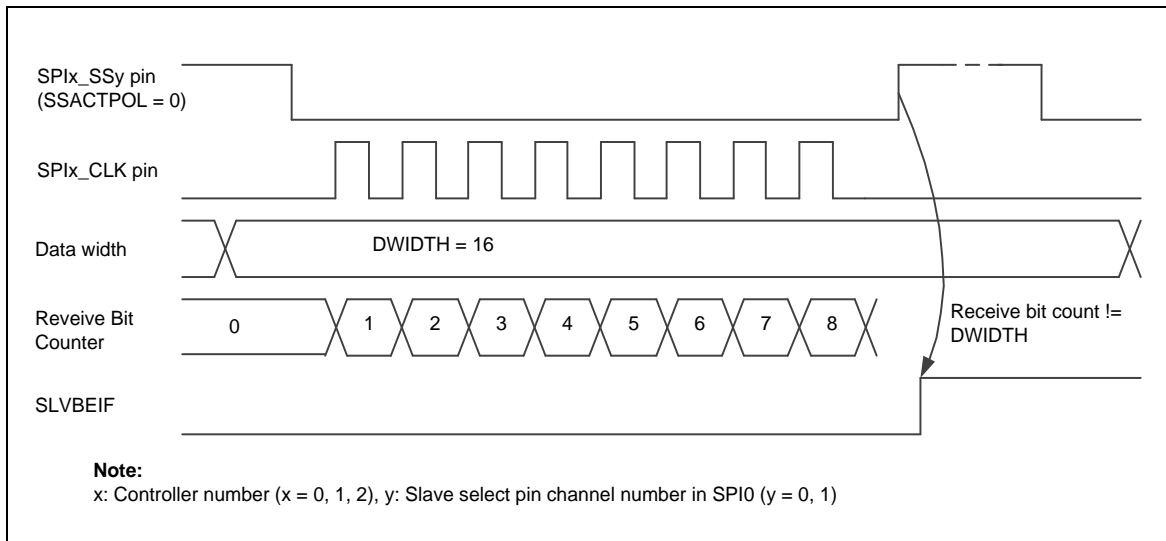 SPIx_SSy pin
(SSACTPOL = 0)
SPIx_CLK pin
Data width
DWIDTH = 16
Reveive Bit
Counter
0
1
2
3
4
5
6
7
8
Receive bit count !=
DWIDTH
SLVBEIF
Note:
x: Controller number (x = 0, 1, 2), y: Slave select pin channel number in SPI0 (y = 0, 1)